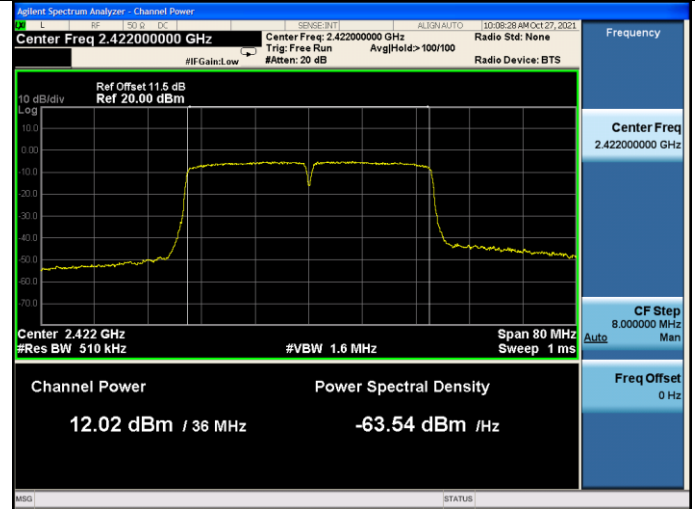 Agilent Spectrum Analyzer - Channel Power
L RF 50 Ω DC SENSE:INT ALIGN AUTO 10:08:28 AM Oct 27, 2021
Center Freq 2.422000000 GHz
Center Freq: 2.422000000 GHz
Radio Std: None
Trig: Free Run Avg|Hold:> 100/100
#IFGain:Low
#Atten: 20 dB
Radio Device: BTS
Ref Offset 11.5 dB
10 dB/div
Ref 20.00 dBm
Log
10.0
0.00
-10.0
-20.0
-30.0
-40.0
-50.0
-60.0
-70.0
Center 2.422 GHz
Span 80 MHz
#Res BW 510 kHz
#VBW 1.6 MHz
Sweep 1 ms
Channel Power
Power Spectral Density
12.02 dBm / 36 MHz
-63.54 dBm /Hz
MSG
STATUS
Frequency
Center Freq
2.422000000 GHz
CF Step
8.000000 MHz
Auto Man
Freq Offset
0 Hz